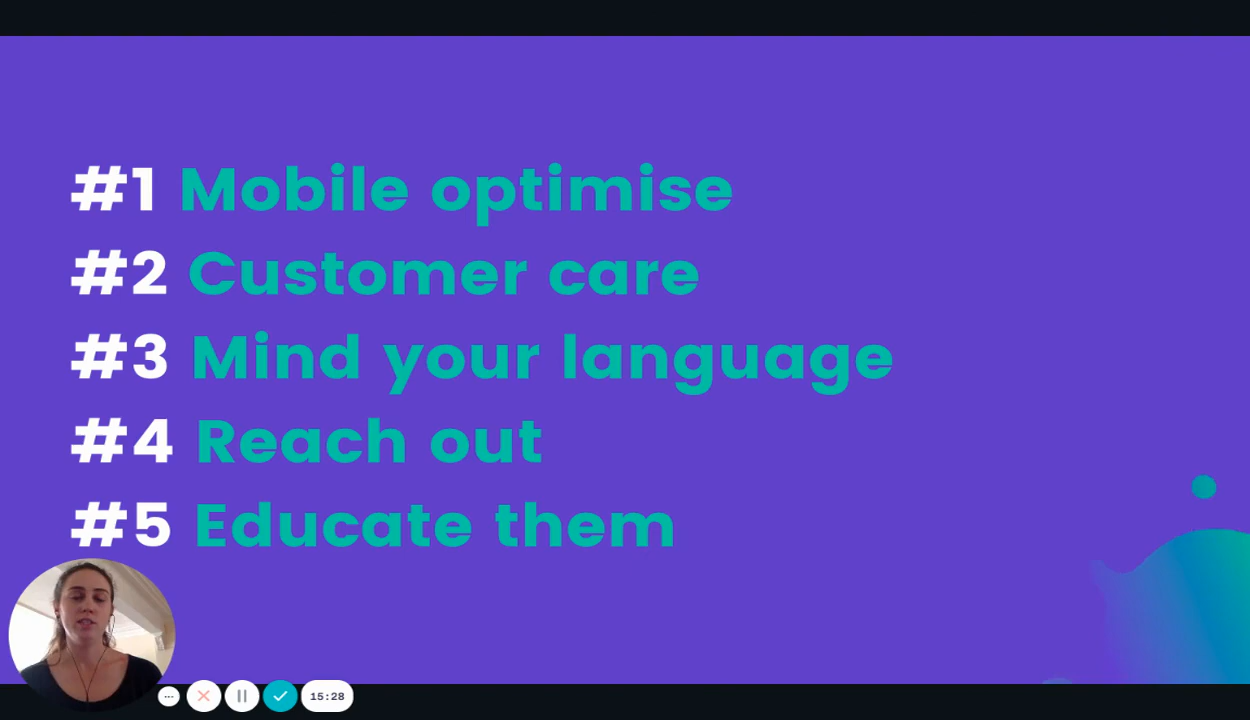 #1 Mobile optimise
#2 Customer care
#3 Mind your language
#4 Reach out
#5 Educate them
15:28